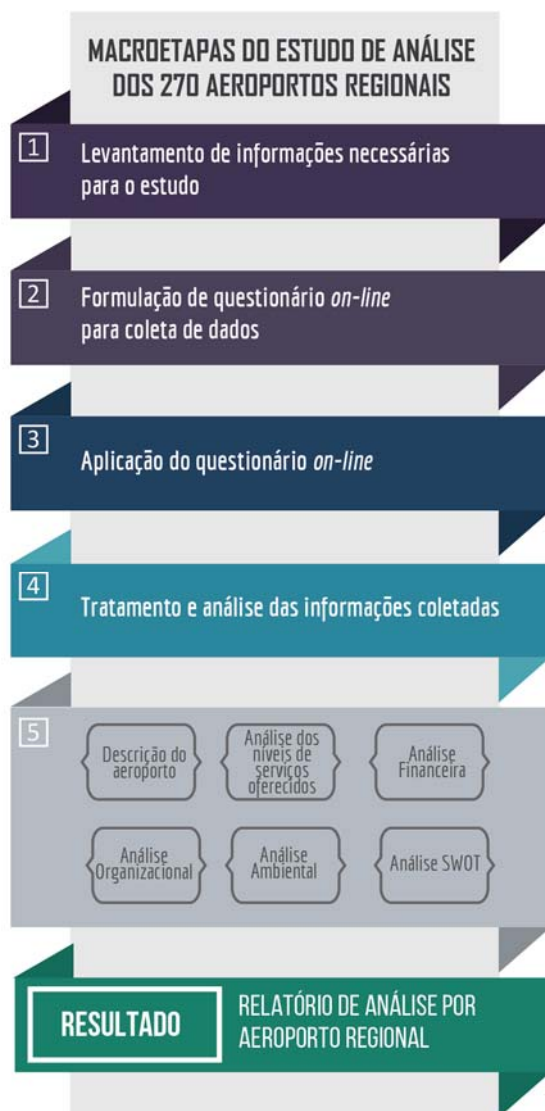 MACROETAPAS DO ESTUDO DE ANÁLISE
DOS 270 AEROPORTOS REGIONAIS
1
Levantamento de informações necessárias
para o estudo
2
Formulação de questionário on-line
para coleta de dados
3
Aplicação do questionário on-line
4
Tratamento e análise das informações coletadas
5
Descrição do
aeroporto
Análise dos
níveis de
serviços
oferecidos
Análise
Financeira
Análise
Organizacional
Análise
Ambiental
Análise SWOT
RESULTADO
RELATÓRIO DE ANÁLISE POR
AEROPORTO REGIONAL